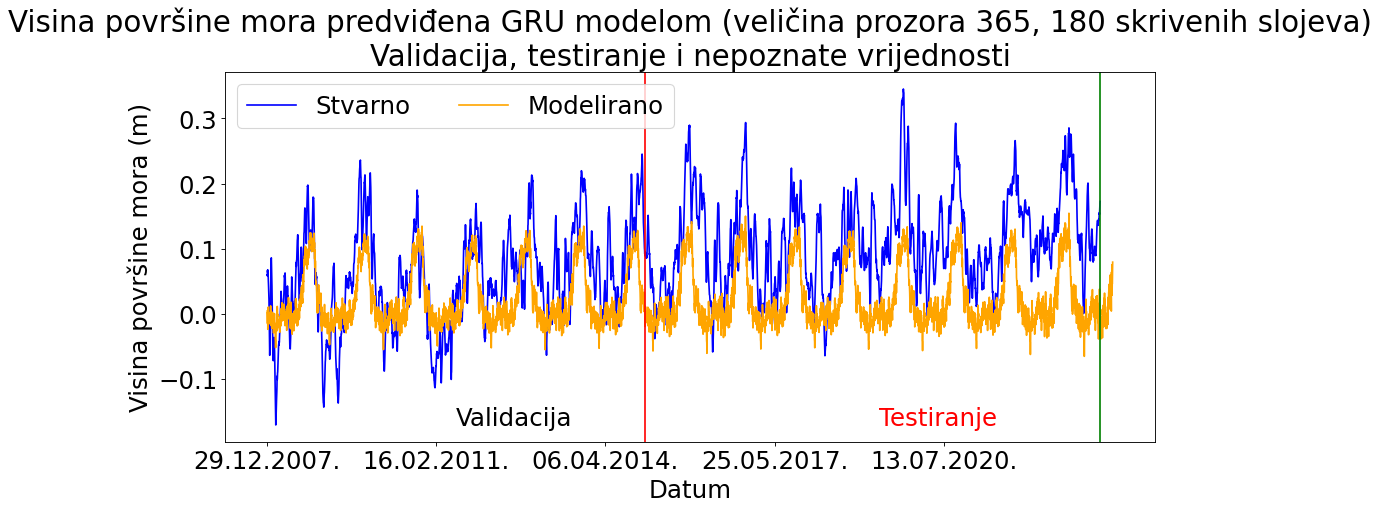 Visina površine mora predviđena GRU modelom (veličina prozora 365, 180 skrivenih slojeva)
Validacija, testiranje i nepoznate vrijednosti
Stvarno
Modelirano
Visina površine mora (m)
0.3
0.2
0.1
0.0
−0.1
Validacija
Testiranje
29.12.2007.
16.02.2011.
06.04.2014.
25.05.2017.
13.07.2020.
Datum